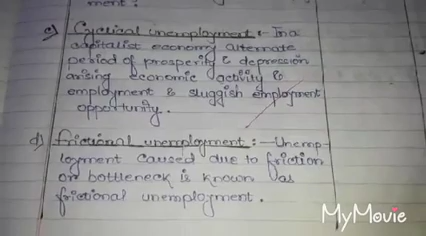 ment :
c) Cyclical unemployment :- In a
capitalist economy alternate
period of prosperity & depression
arising economic activity &
employment & sluggish employment
opportunity.
d) Frictional unemployment :- Unemp-
loyment caused due to friction
or bottleneck is known as
frictional unemployment.
MyMovie